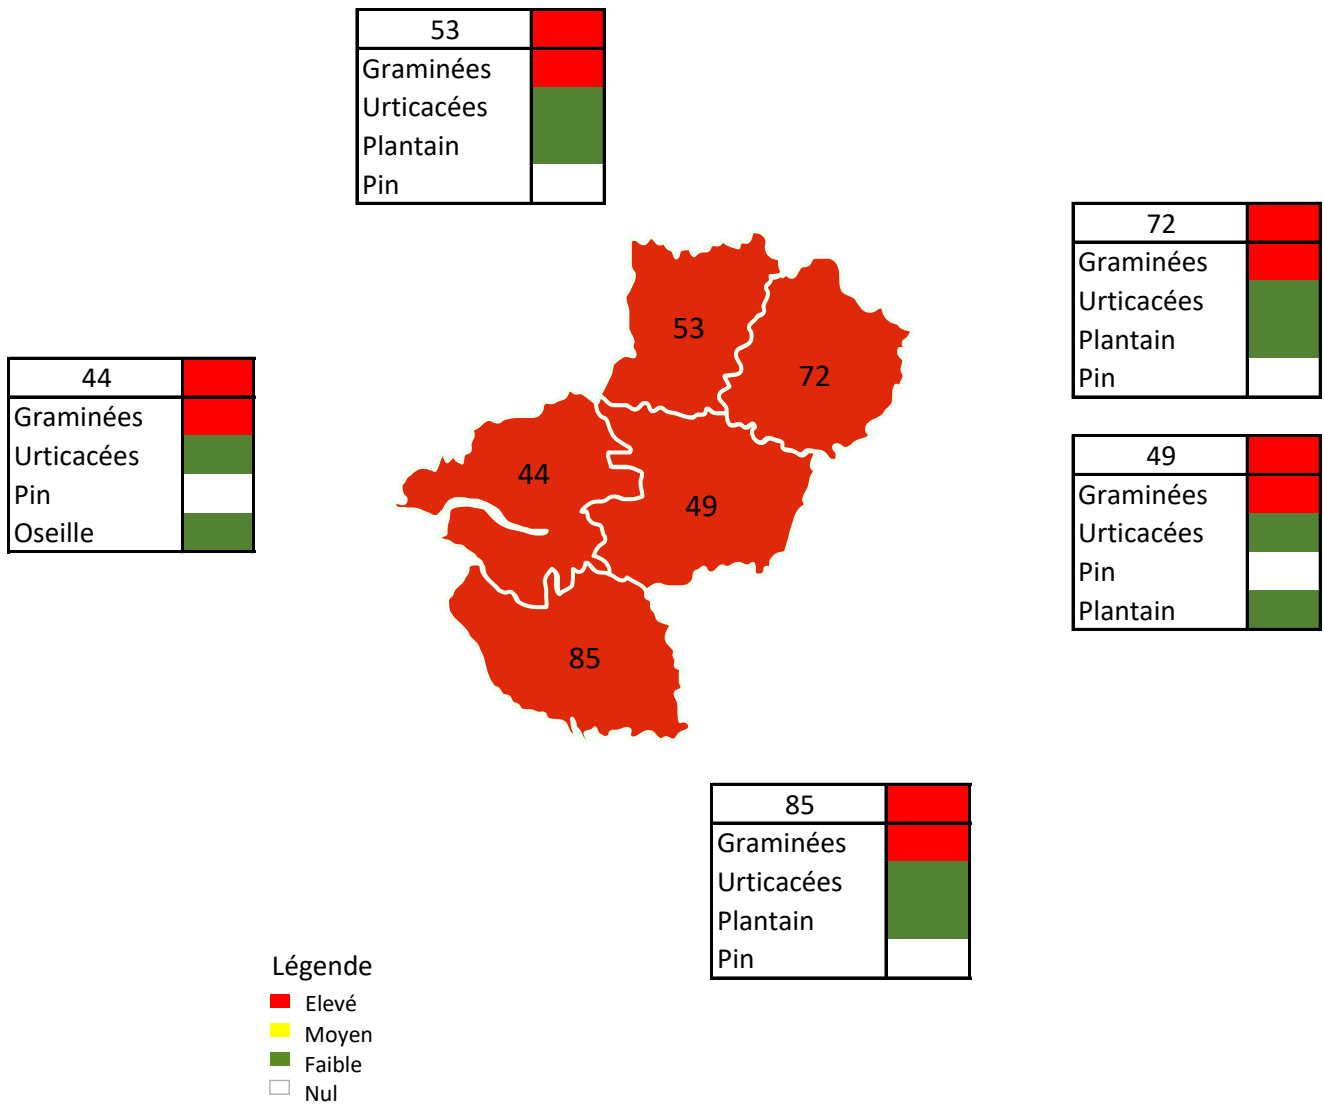 53
Graminées
Urticacées
Plantain
Pin
72
Graminées
Urticacées
Plantain
Pin
44
Graminées
Urticacées
Pin
Oseille
49
Graminées
Urticacées
Pin
Plantain
53
72
44
49
85
85
Graminées
Urticacées
Plantain
Pin
Légende
Elevé
Moyen
Faible
Nul